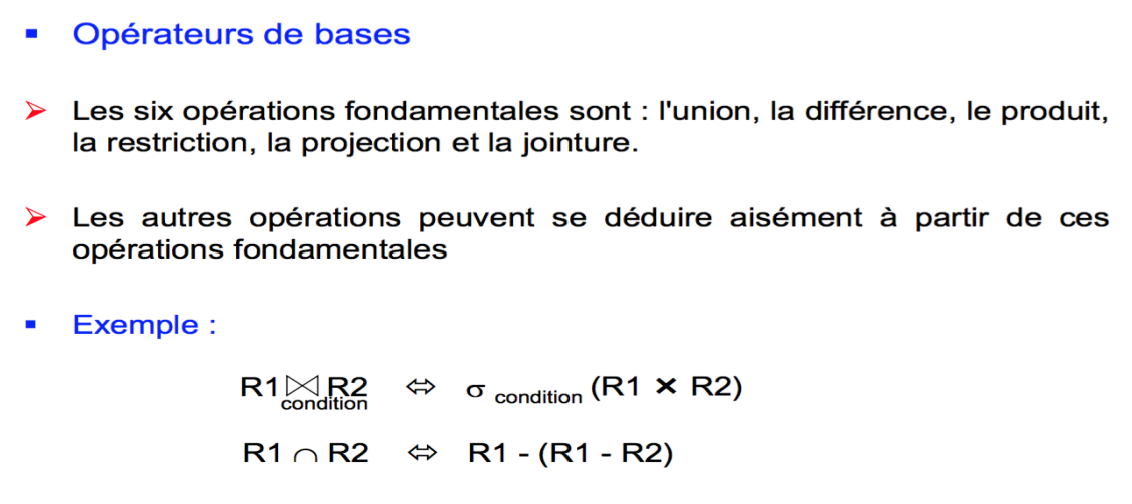 ▪ Opérateurs de bases
➢ Les six opérations fondamentales sont : l'union, la différence, le produit,
la restriction, la projection et la jointure.
➢ Les autres opérations peuvent se déduire aisément à partir de ces
opérations fondamentales
▪ Exemple :
R1 ⋈ R2 ⇔ σ condition (R1 × R2)
condition
R1 ∩ R2 ⇔ R1 - (R1 - R2)